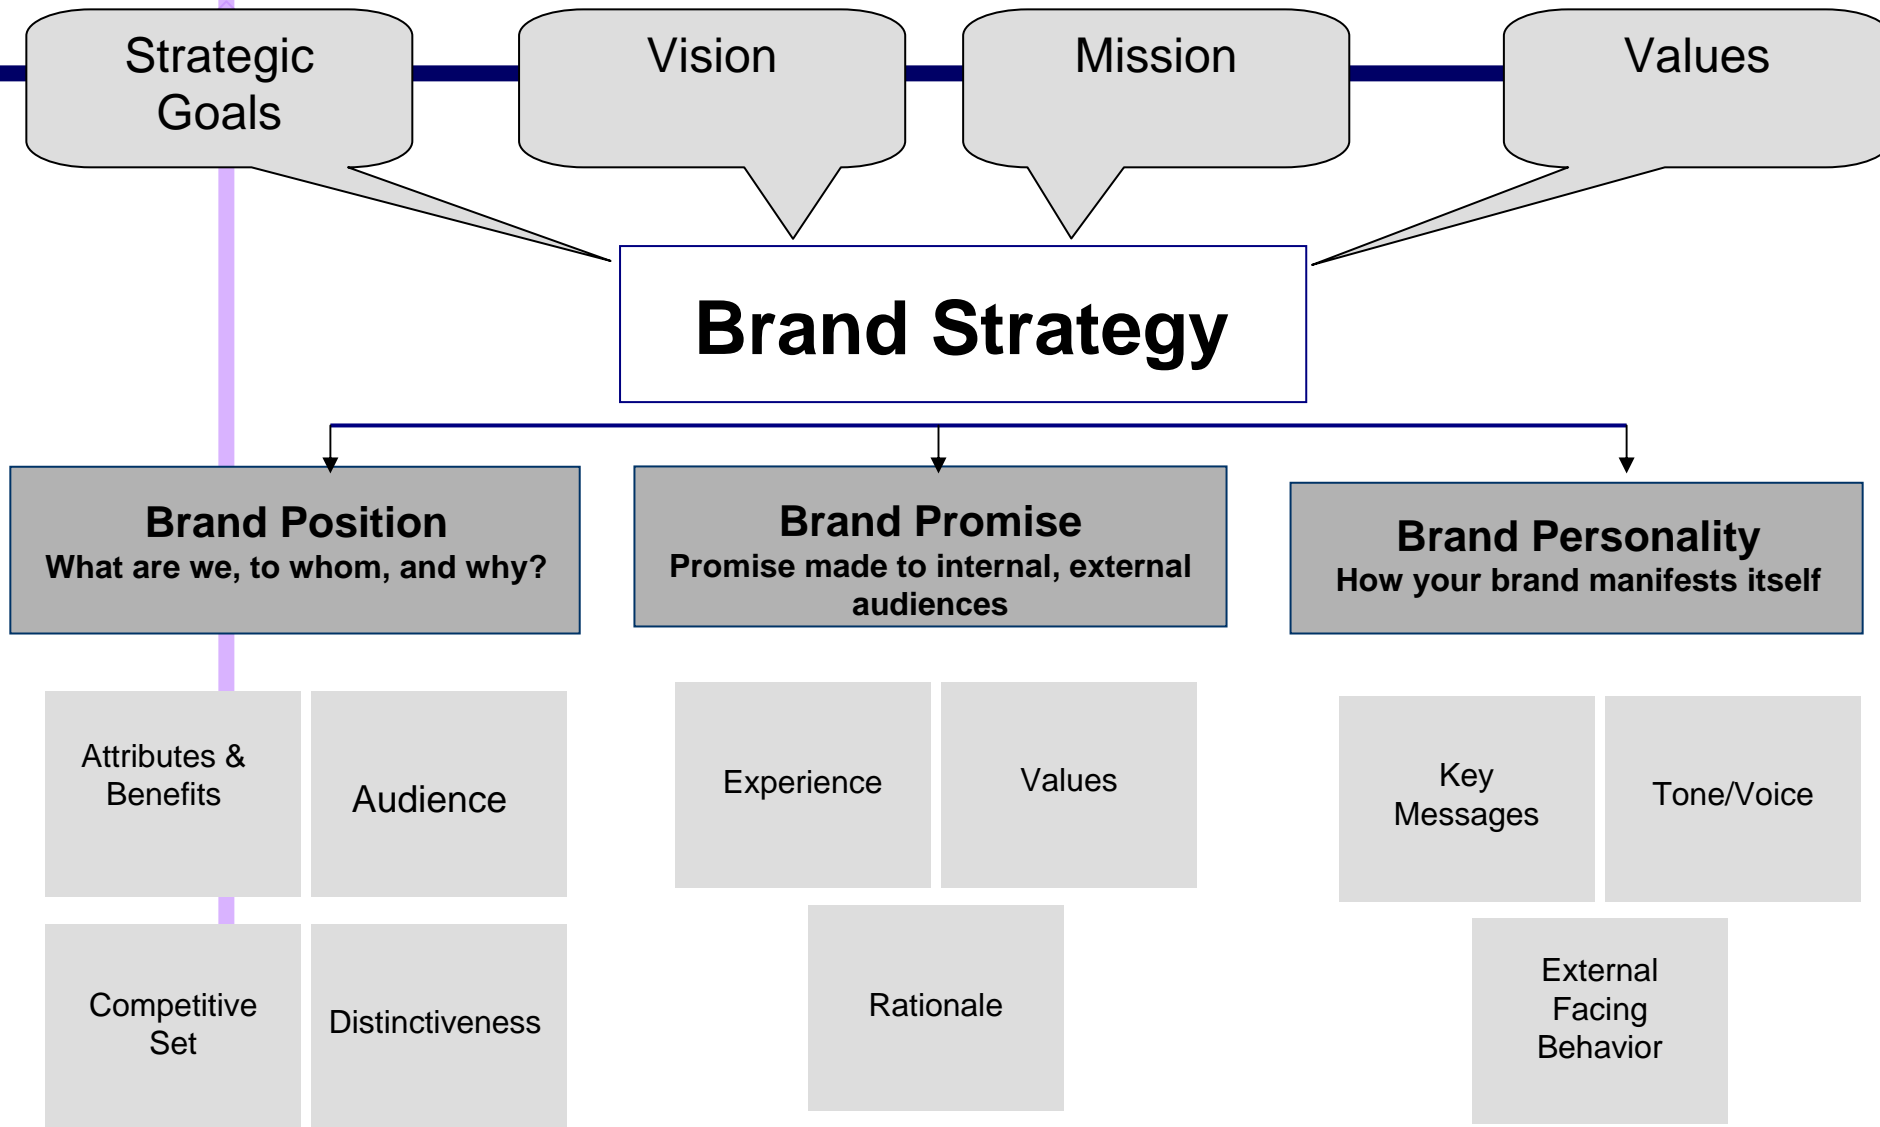 Strategic
Goals
Vision
Mission
Values
Brand Strategy
Brand Position
What are we, to whom, and why?
Brand Promise
Promise made to internal, external
audiences
Brand Personality
How your brand manifests itself
Attributes &
Benefits
Audience
Competitive
Set
Distinctiveness
Experience
Values
Rationale
Key
Messages
Tone/Voice
External
Facing
Behavior